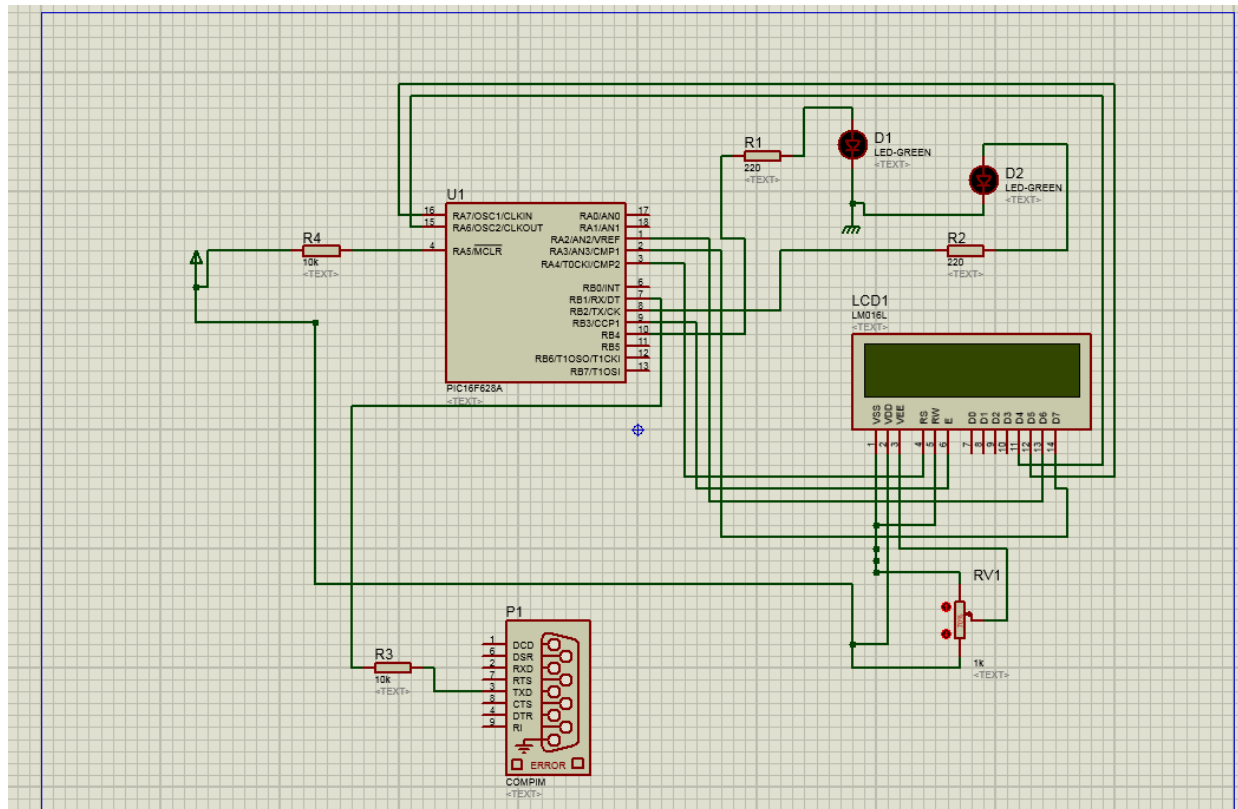 R1
220
<TEXT>
D1
LED-GREEN
<TEXT>
D2
LED-GREEN
<TEXT>
U1
16
15
4
RA7/OSC1/CLKIN
RA6/OSC2/CLKOUT
RA5/MCLR
RA0/AN0
RA1/AN1
RA2/AN2/VREF
RA3/AN3/CMP1
RA4/T0CKI/CMP2
RB0/INT
RB1/RX/DT
RB2/TX/CK
RB3/CCP1
RB4
RB5
RB6/T1OSO/T1CKI
RB7/T1OSI
17
18
1
2
3
6
7
8
9
10
11
12
13
PIC16F628A
<TEXT>
R4
10k
<TEXT>
R2
220
<TEXT>
LCD1
LM016L
<TEXT>
VSS
VDD
VEE
RS
RW
E
D0
D1
D2
D3
D4
D5
D6
D7
1
2
3
4
5
6
7
8
9
10
11
12
13
14
RV1
1k
<TEXT>
P1
1
6
2
7
3
8
4
9
DCD
DSR
RXD
RTS
TXD
CTS
DTR
RI
ERROR
COMPIM
<TEXT>
R3
10k
<TEXT>